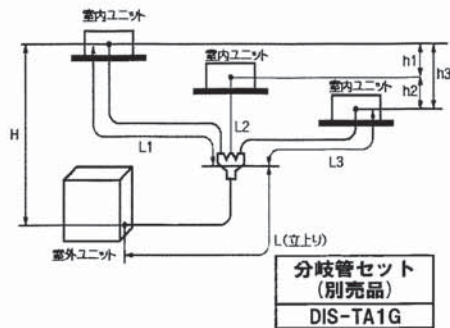 室内ユニット
室内ユニット
室内ユニット
h1
h2
h3
H
L1
L2
L3
室外ユニット
L(立上り)
分岐管セット
(別売品)
DIS-TA1G